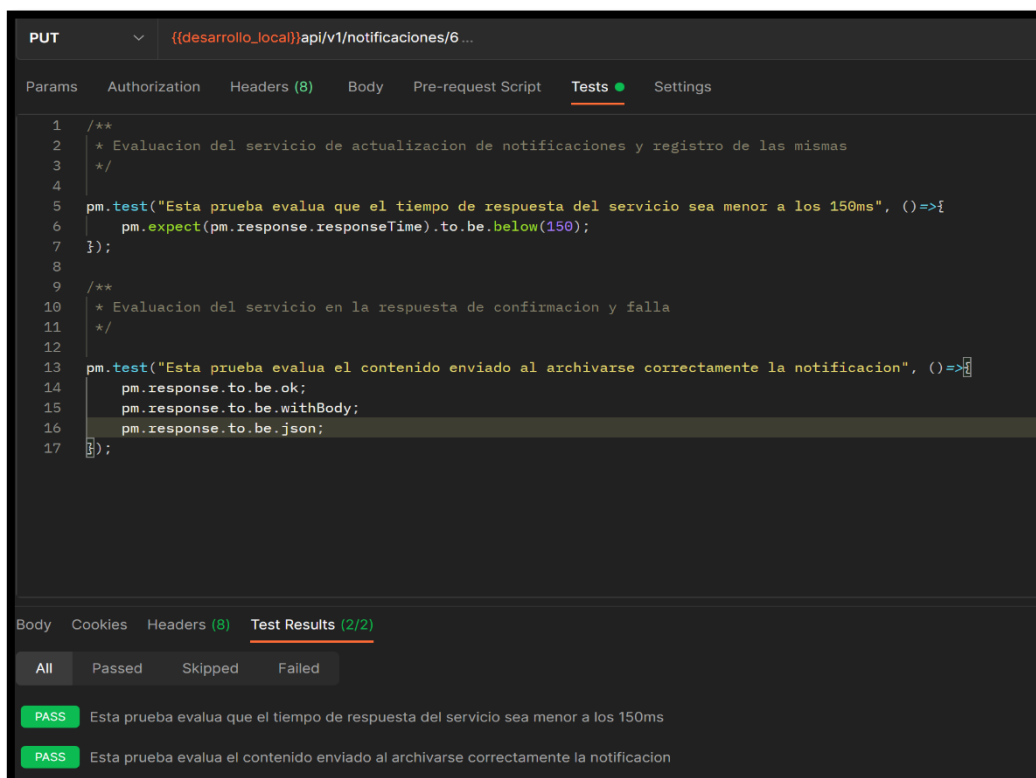 PUT {{desarrollo_local}}api/v1/notificaciones/6 ...
Params Authorization Headers (8) Body Pre-request Script Tests Settings
1 /**
2 * Evaluacion del servicio de actualizacion de notificaciones y registro de las mismas
3 */
4
5 pm.test("Esta prueba evalua que el tiempo de respuesta del servicio sea menor a los 150ms", ()=>{
6 pm.expect(pm.response.responseTime).to.be.below(150);
7 });
8
9 /**
10 * Evaluacion del servicio en la respuesta de confirmacion y falla
11 */
12
13 pm.test("Esta prueba evalua el contenido enviado al archivarse correctamente la notificacion", ()=>{
14 pm.response.to.be.ok;
15 pm.response.to.be.withBody;
16 pm.response.to.be.json;
17 });
Body Cookies Headers (8) Test Results (2/2)
All Passed Skipped Failed
PASS Esta prueba evalua que el tiempo de respuesta del servicio sea menor a los 150ms
PASS Esta prueba evalua el contenido enviado al archivarse correctamente la notificacion